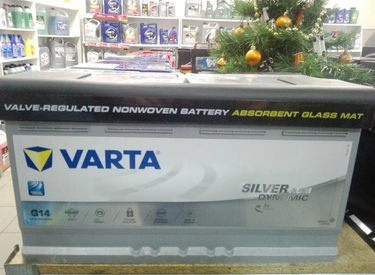 VALVE-REGULATED NONWOVEN BATTERY ABSORBENT GLASS MAT
VARTA
SILVER
DYNAMIC
G14